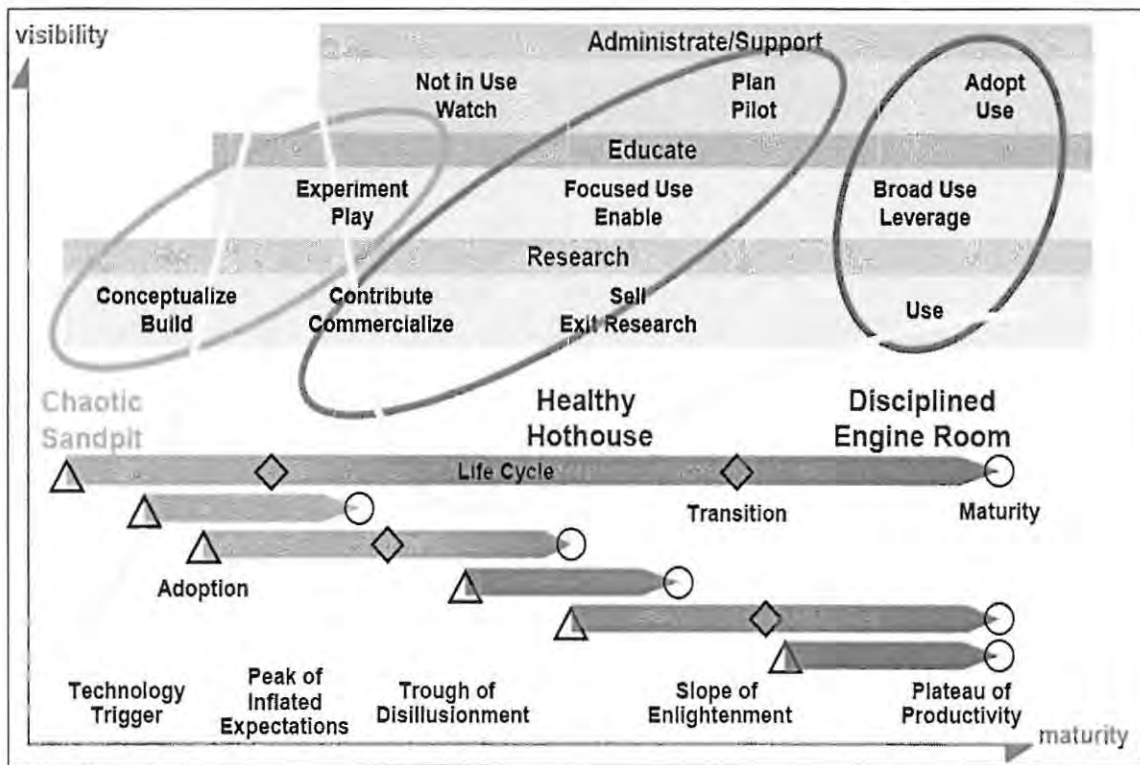 visibility
Administrate/Support
Not in Use
Watch
Plan
Pilot
Adopt
Use
Educate
Experiment
Play
Focused Use
Enable
Broad Use
Leverage
Research
Conceptualize
Build
Contribute
Commercialize
Sell
Exit Research
Use
Chaotic
Sandpit
Healthy
Hothouse
Disciplined
Engine Room
Life Cycle
Transition
Maturity
Adoption
Technology
Trigger
Peak of
Inflated
Expectations
Trough of
Disillusionment
Slope of
Enlightenment
Plateau of
Productivity
maturity